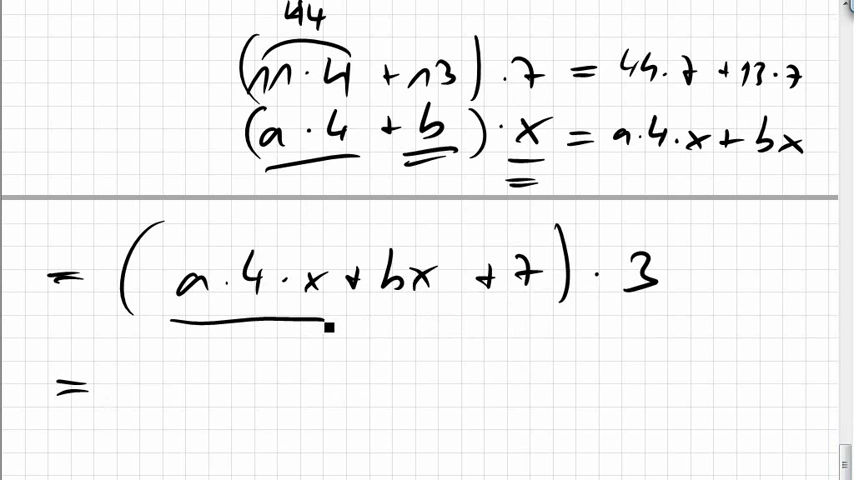 44
(11·4 + 13)·7 = 44·7 + 13·7
(a·4 + b)·x = a·4·x + bx
= (a·4·x + bx + 7)·3
=